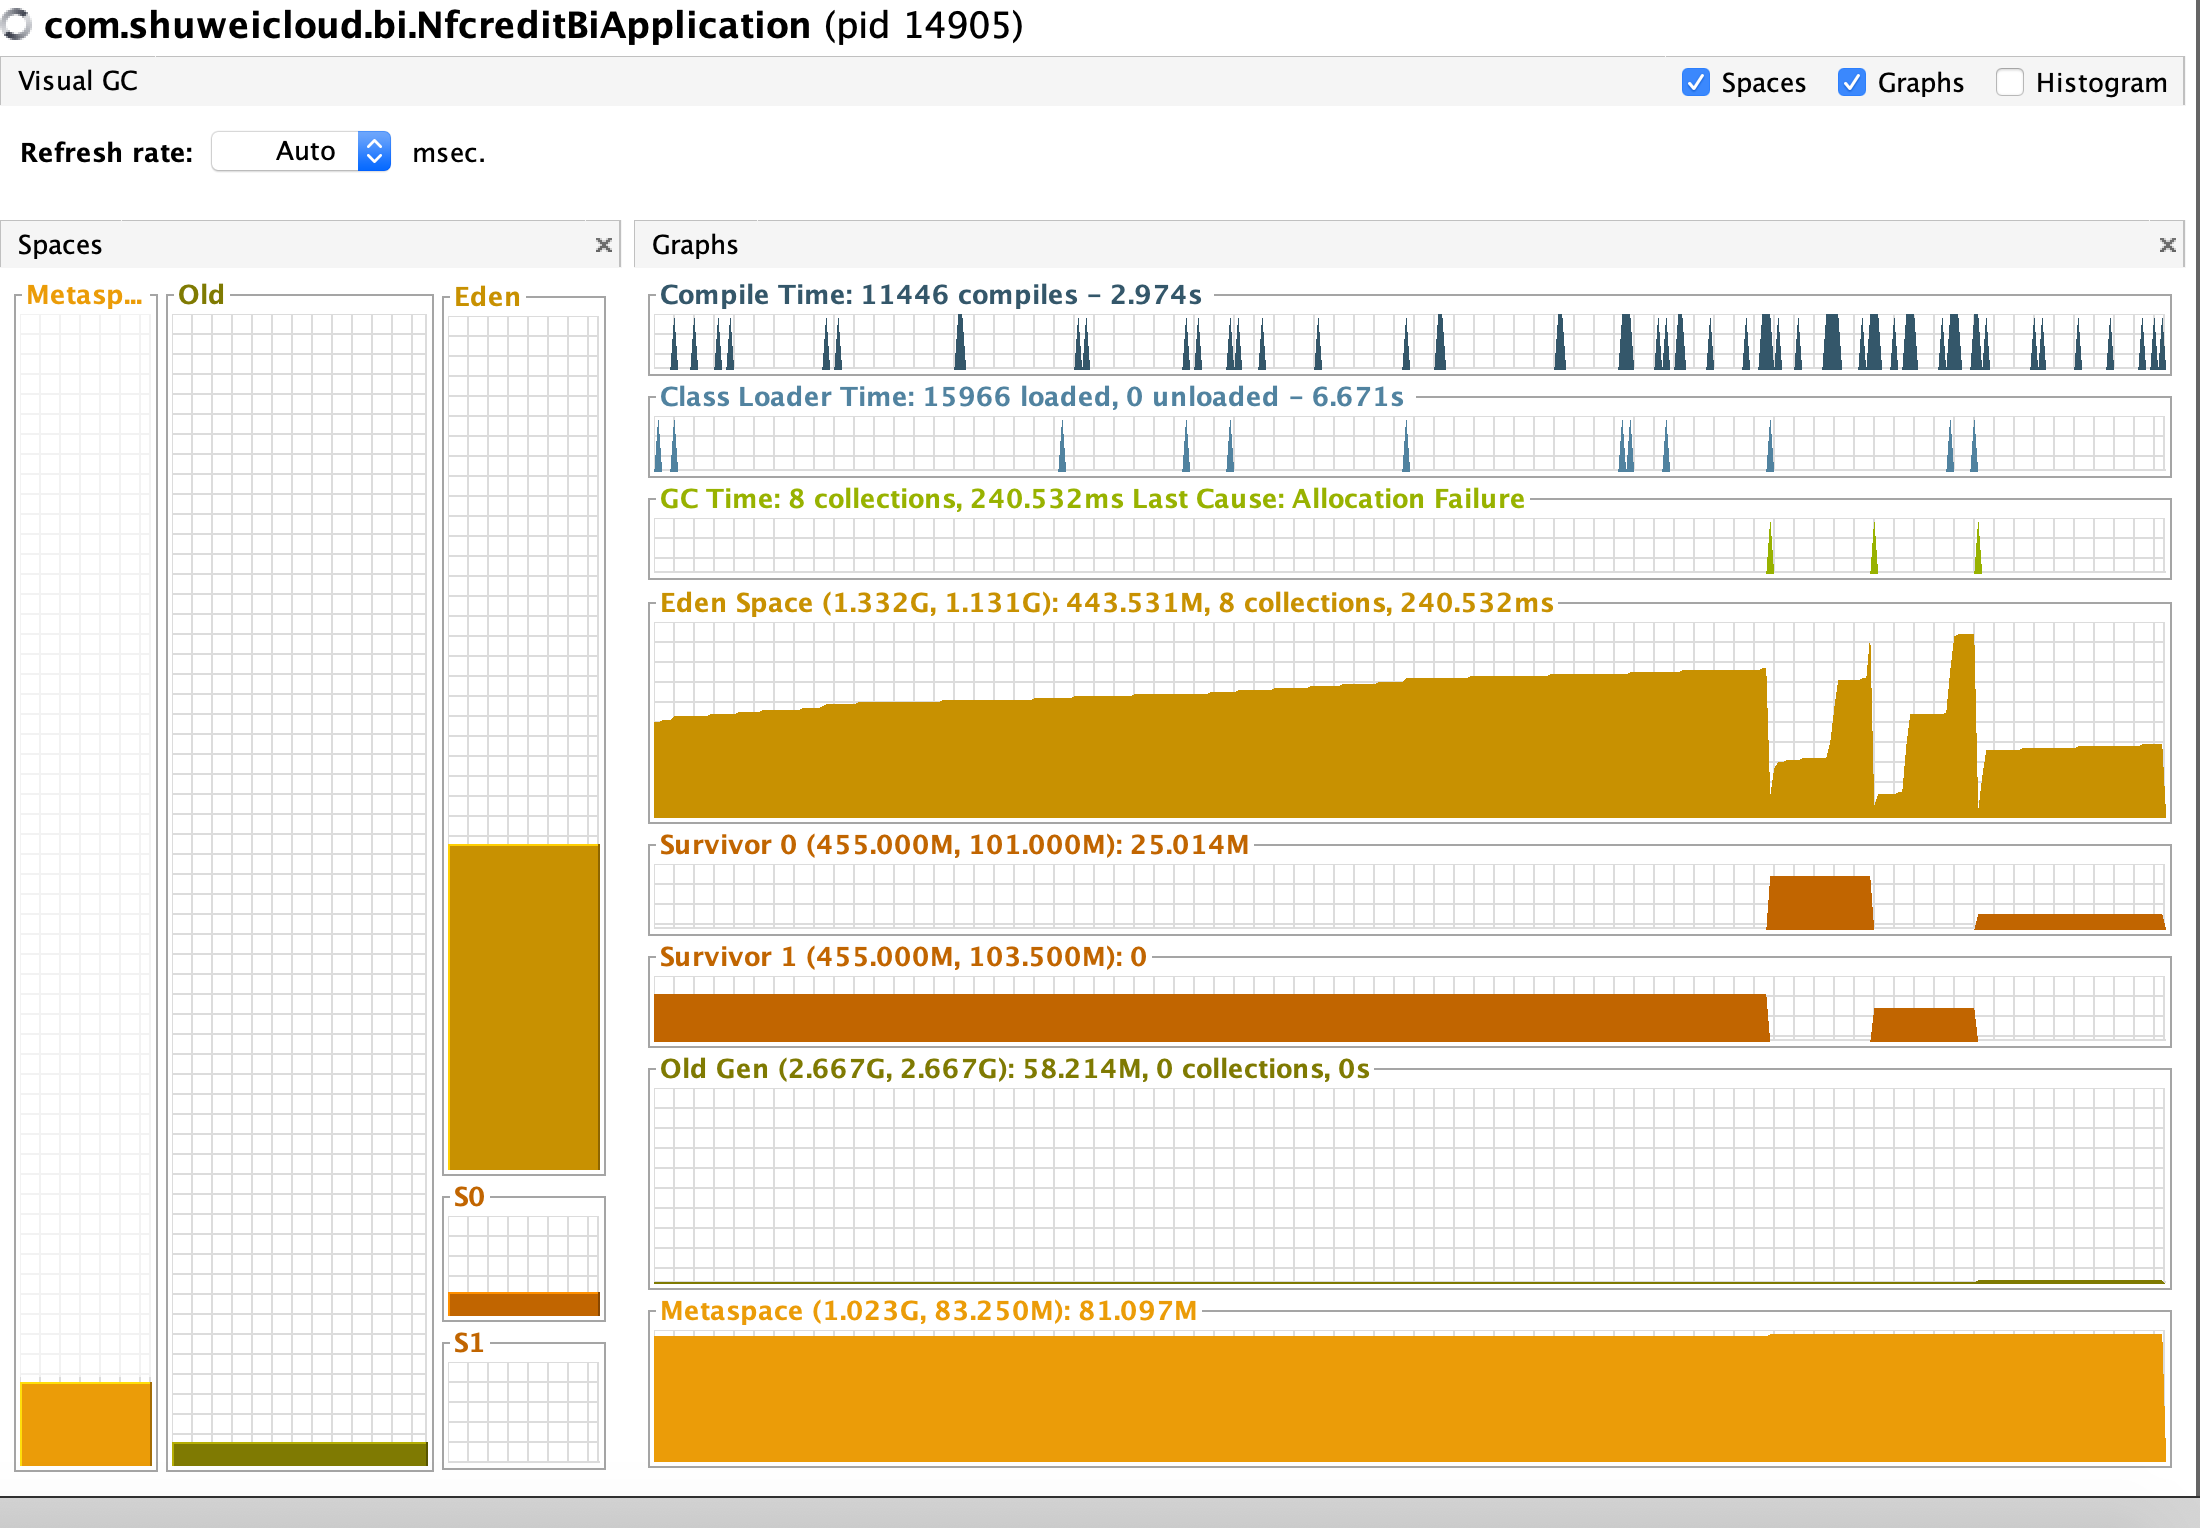 com.shuweicloud.bi.NfcreditBiApplication (pid 14905)
Visual GC
Spaces Graphs Histogram
Refresh rate: Auto msec.
Spaces
Graphs
Metasp...
Old
Eden
S0
S1
Compile Time: 11446 compiles - 2.974s
Class Loader Time: 15966 loaded, 0 unloaded - 6.671s
GC Time: 8 collections, 240.532ms Last Cause: Allocation Failure
Eden Space (1.332G, 1.131G): 443.531M, 8 collections, 240.532ms
Survivor 0 (455.000M, 101.000M): 25.014M
Survivor 1 (455.000M, 103.500M): 0
Old Gen (2.667G, 2.667G): 58.214M, 0 collections, 0s
Metaspace (1.023G, 83.250M): 81.097M